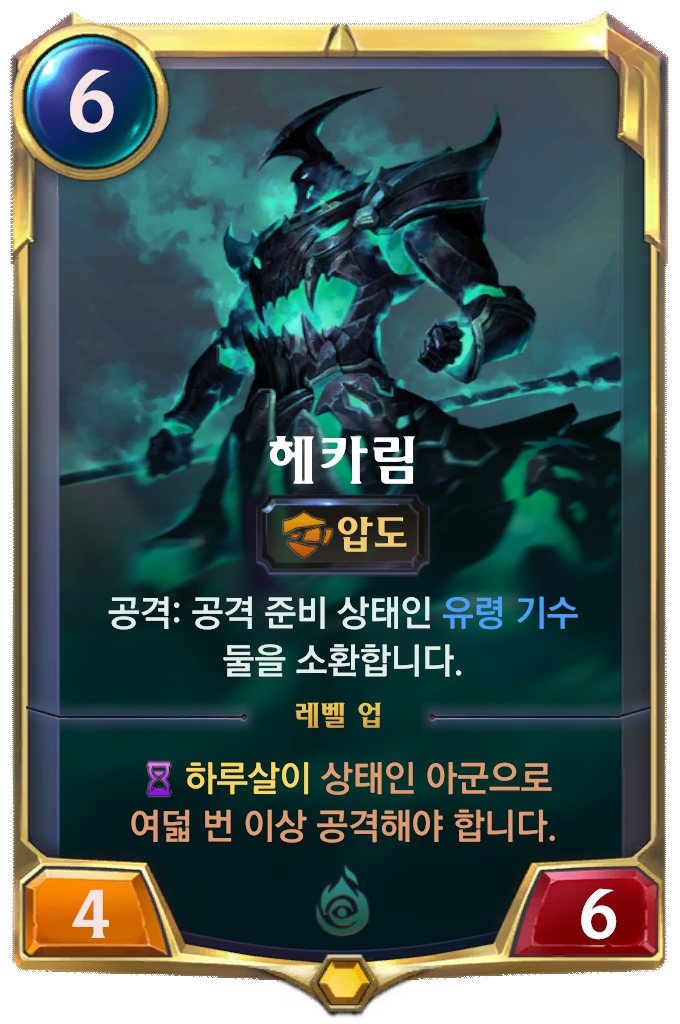 6
헤카림
압도
공격: 공격 준비 상태인 유령 기수
둘을 소환합니다.
레벨 업
하루살이 상태인 아군으로
여덟 번 이상 공격해야 합니다.
4
6